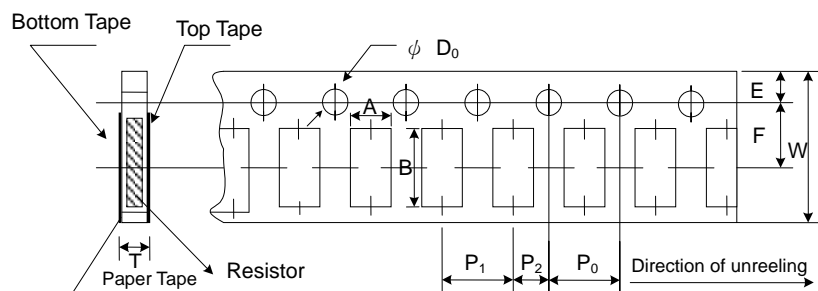 Bottom Tape
Top Tape
ψ D₀
A
E
F
W
B
T
Paper Tape
Resistor
P₁
P₂
P₀
Direction of unreeling